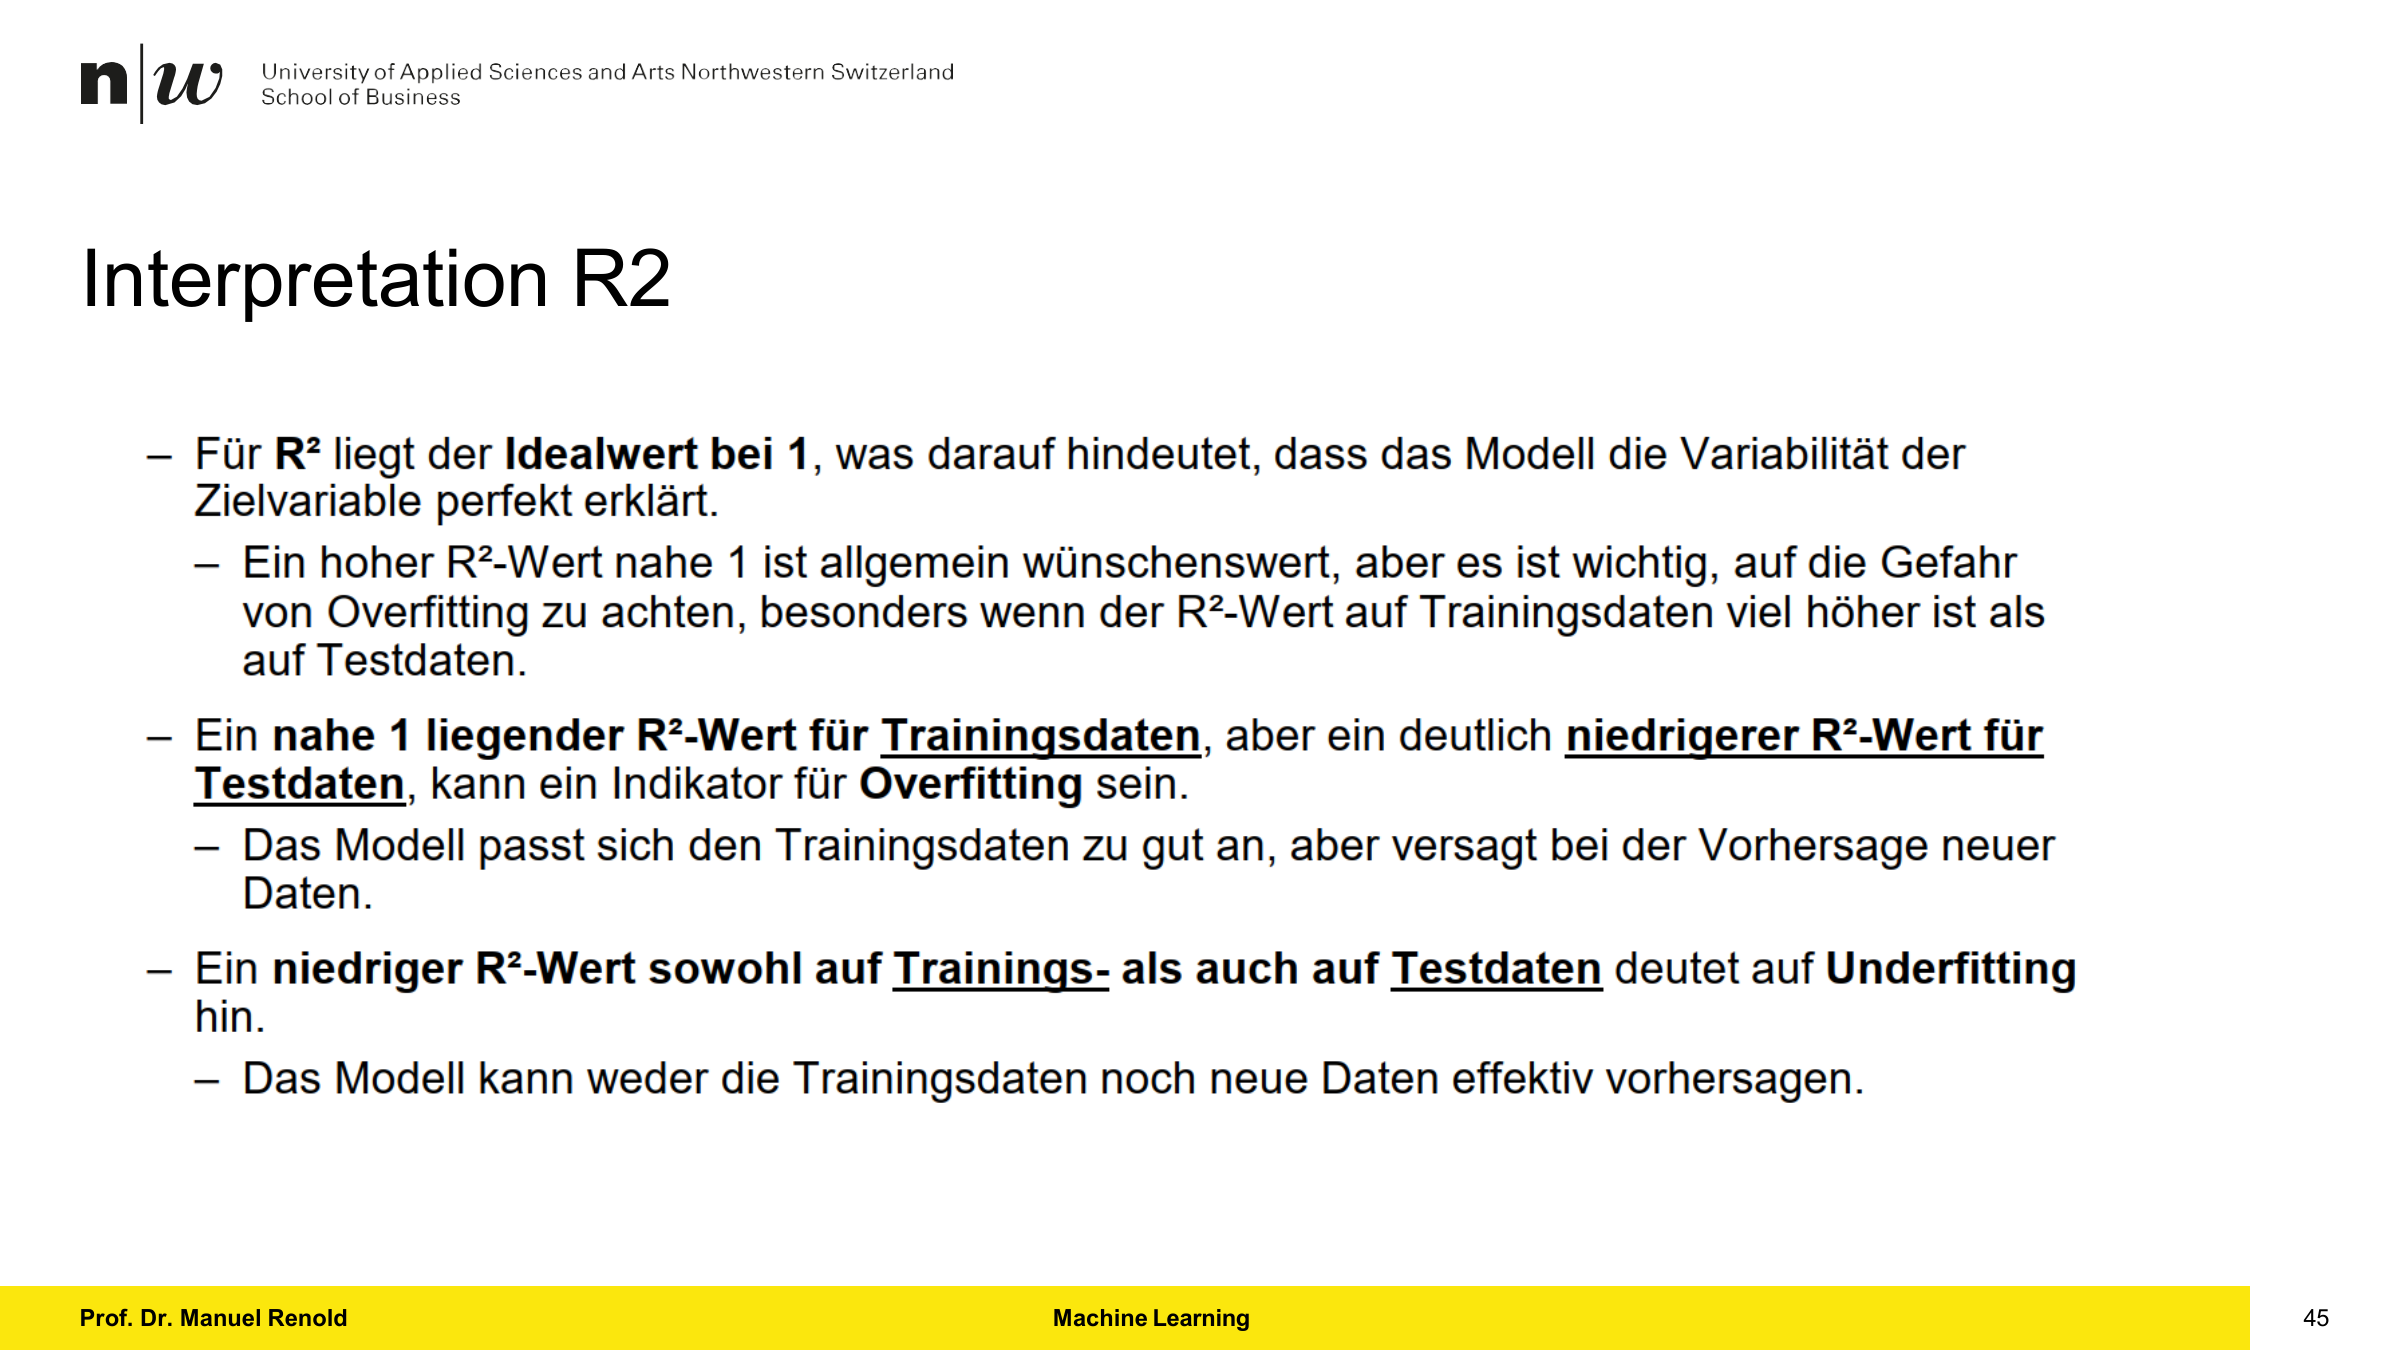 n|w University of Applied Sciences and Arts Northwestern Switzerland
School of Business
Interpretation R2
– Für R² liegt der Idealwert bei 1, was darauf hindeutet, dass das Modell die Variabilität der
Zielvariable perfekt erklärt.
– Ein hoher R²-Wert nahe 1 ist allgemein wünschenswert, aber es ist wichtig, auf die Gefahr
von Overfitting zu achten, besonders wenn der R²-Wert auf Trainingsdaten viel höher ist als
auf Testdaten.
– Ein nahe 1 liegender R²-Wert für Trainingsdaten, aber ein deutlich niedrigerer R²-Wert für
Testdaten, kann ein Indikator für Overfitting sein.
– Das Modell passt sich den Trainingsdaten zu gut an, aber versagt bei der Vorhersage neuer
Daten.
– Ein niedriger R²-Wert sowohl auf Trainings- als auch auf Testdaten deutet auf Underfitting
hin.
– Das Modell kann weder die Trainingsdaten noch neue Daten effektiv vorhersagen.
Prof. Dr. Manuel Renold Machine Learning 45